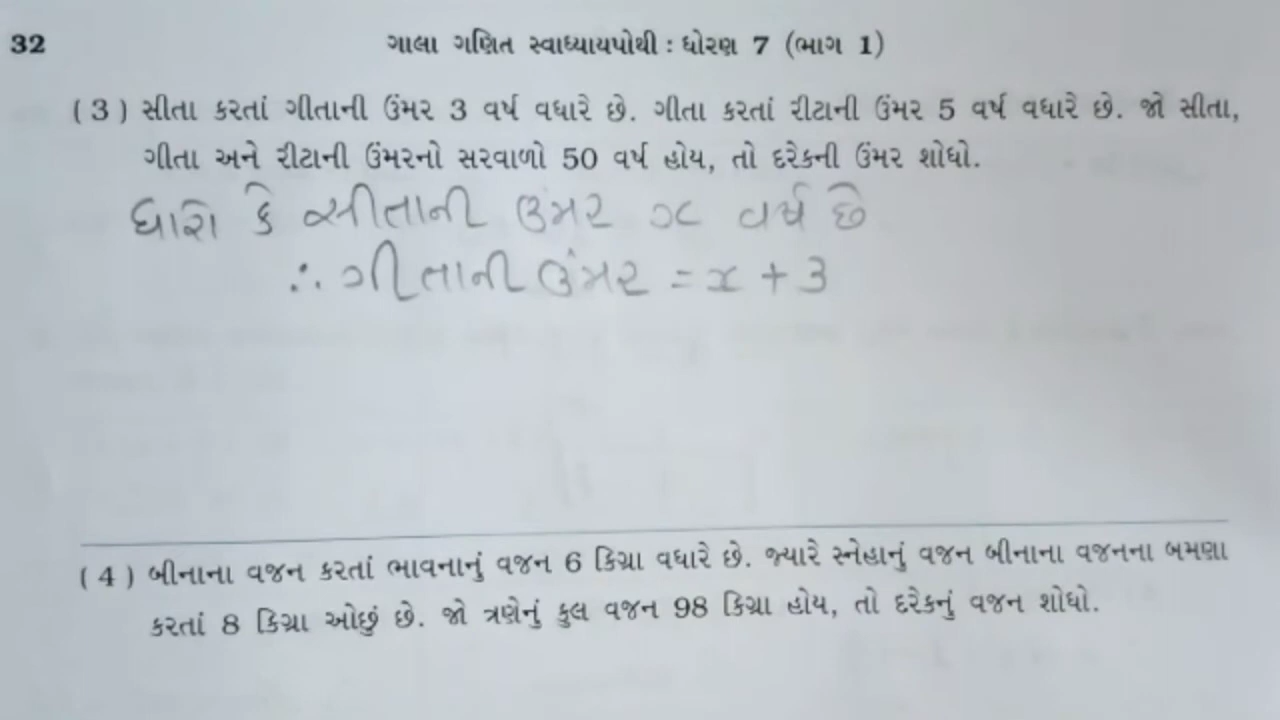 32
ગાલા ગણિત સ્વાધ્યાયપોથી : ધોરણ 7 (ભાગ 1)
( 3 ) સીતા કરતાં ગીતાની ઉંમર 3 વર્ષ વધારે છે. ગીતા કરતાં રીટાની ઉંમર 5 વર્ષ વધારે છે. જો સીતા,
ગીતા અને રીટાની ઉંમરનો સરવાળો 50 વર્ષ હોય, તો દરેકની ઉંમર શોધો.
ધારો કે સીતાની ઉંમર x વર્ષ છે
∴ ગીતાની ઉંમર = x + 3
( 4 ) બીનાના વજન કરતાં ભાવનાનું વજન 6 કિગ્રા વધારે છે. જ્યારે સ્નેહાનું વજન બીનાના વજનના બમણા
કરતાં 8 કિગ્રા ઓછું છે. જો ત્રણેનું કુલ વજન 98 કિગ્રા હોય, તો દરેકનું વજન શોધો.